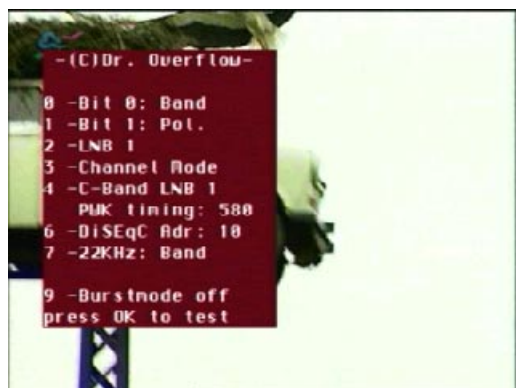 -(C)Dr. Overflow-
0 -Bit 0: Band
1 -Bit 1: Pol.
2 -LNB 1
3 -Channel Mode
4 -C-Band LNB 1
PWK timing: 580
6 -DiSEqC Adr: 10
7 -22KHz: Band
9 -Burstmode off
press OK to test